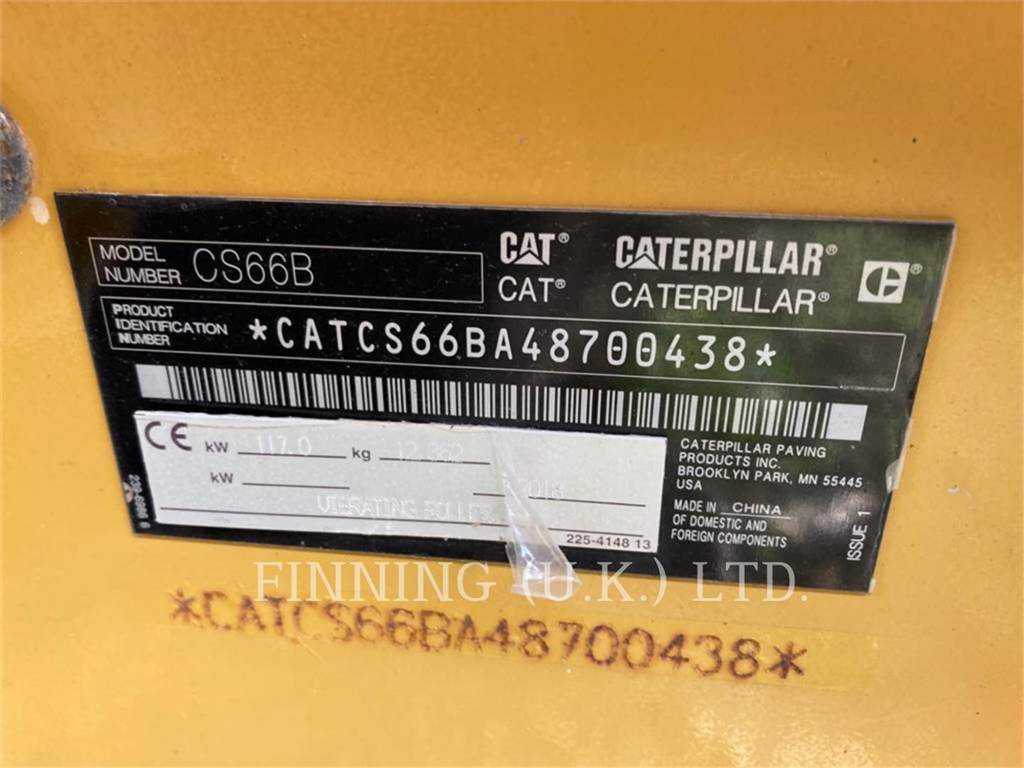 MODEL
NUMBER CS66B
CAT®
CAT®
CATERPILLAR®
CATERPILLAR®
PRODUCT
IDENTIFICATION
NUMBER
*CATCS66BA48700438*
CE kW 117.0 kg
kW 2018
VIBRATING ROLLER
225-4148 13
CATERPILLAR PAVING
PRODUCTS INC.
BROOKLYN PARK, MN 55445
USA
MADE IN CHINA
OF DOMESTIC AND
FOREIGN COMPONENTS
ISSUE 1
FINNING (U.K.) LTD.
*CATCS66BA48700438*